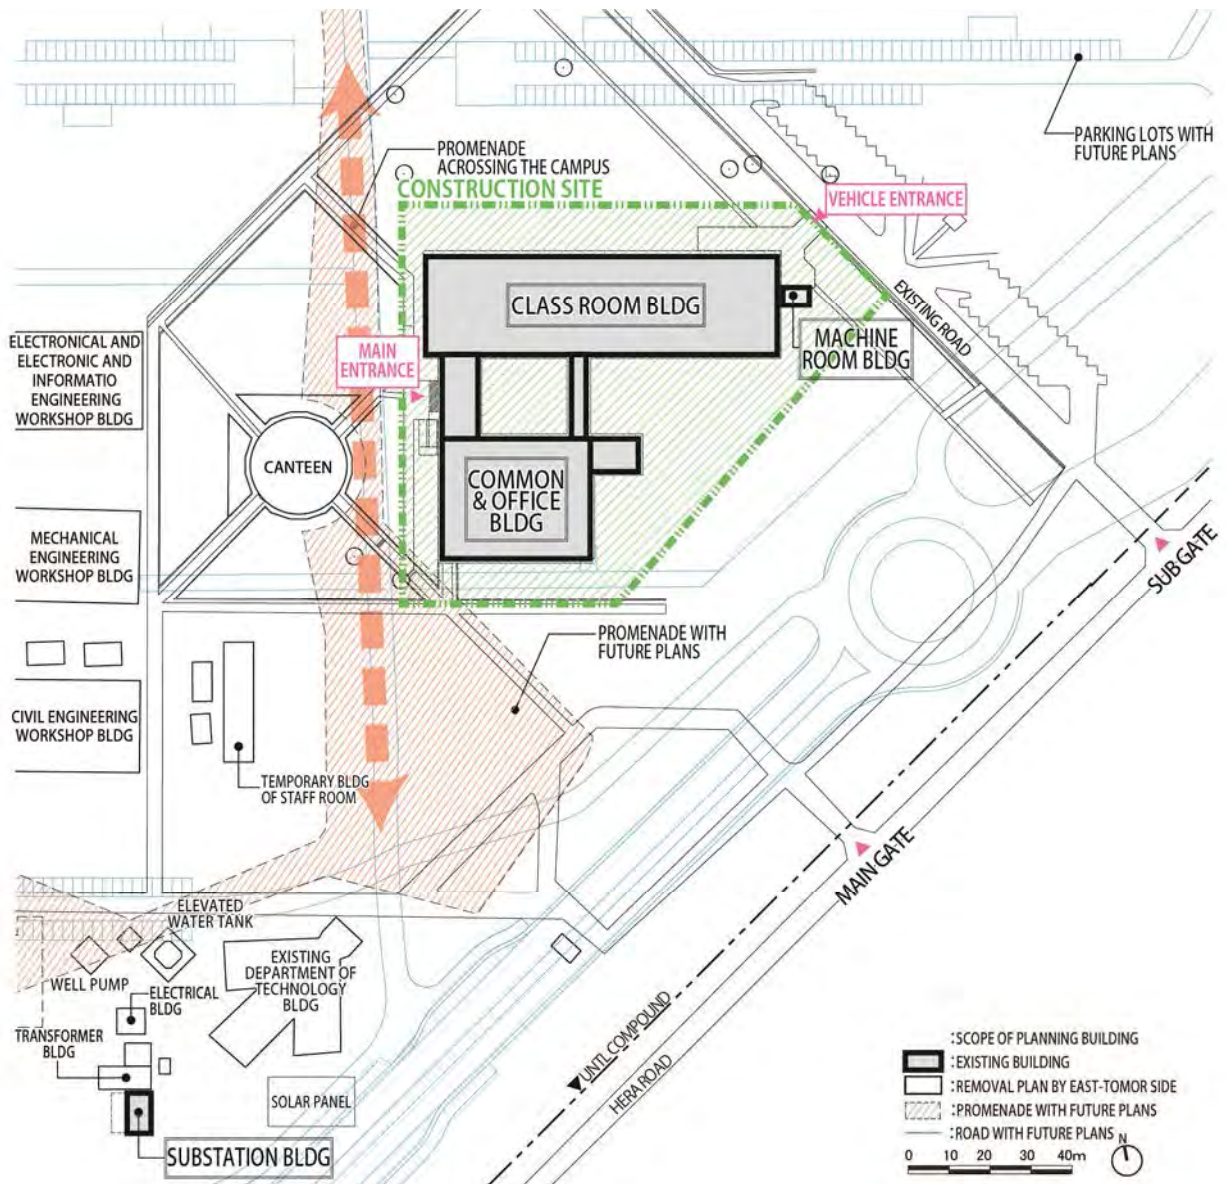 PARKING LOTS WITH
FUTURE PLANS
PROMENADE
ACROSSING THE CAMPUS
CONSTRUCTION SITE
VEHICLE ENTRANCE
CLASS ROOM BLDG
EXISTING ROAD
MACHINE
ROOM BLDG
MAIN
ENTRANCE
ELECTRONICAL AND
ELECTRONIC AND
INFORMATIO
ENGINEERING
WORKSHOP BLDG
CANTEEN
COMMON
& OFFICE
BLDG
MECHANICAL
ENGINEERING
WORKSHOP BLDG
SUB GATE
PROMENADE WITH
FUTURE PLANS
CIVIL ENGINEERING
WORKSHOP BLDG
TEMPORARY BLDG
OF STAFF ROOM
MAIN GATE
ELEVATED
WATER TANK
WELL PUMP
ELECTRICAL
BLDG
EXISTING
DEPARTMENT OF
TECHNOLOGY
BLDG
TRANSFORMER
BLDG
SOLAR PANEL
SUBSTATION BLDG
UNTL COMPOUND
HERA ROAD
:SCOPE OF PLANNING BUILDING
:EXISTING BUILDING
:REMOVAL PLAN BY EAST-TOMOR SIDE
:PROMENADE WITH FUTURE PLANS
:ROAD WITH FUTURE PLANS
N
0 10 20 30 40m